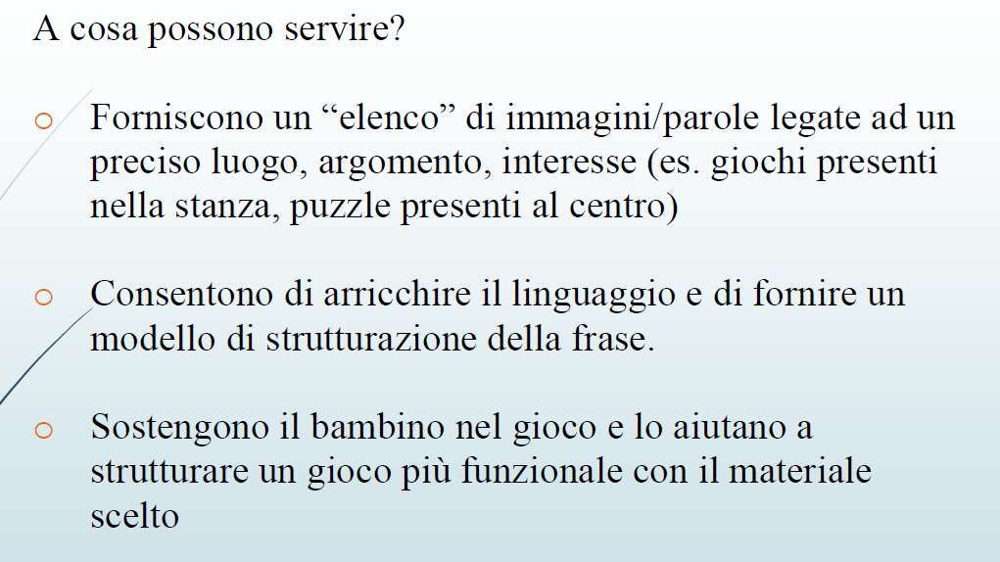 A cosa possono servire?
Forniscono un “elenco” di immagini/parole legate ad un
preciso luogo, argomento, interesse (es. giochi presenti
nella stanza, puzzle presenti al centro)
Consentono di arricchire il linguaggio e di fornire un
modello di strutturazione della frase.
Sostengono il bambino nel gioco e lo aiutano a
strutturare un gioco più funzionale con il materiale
scelto